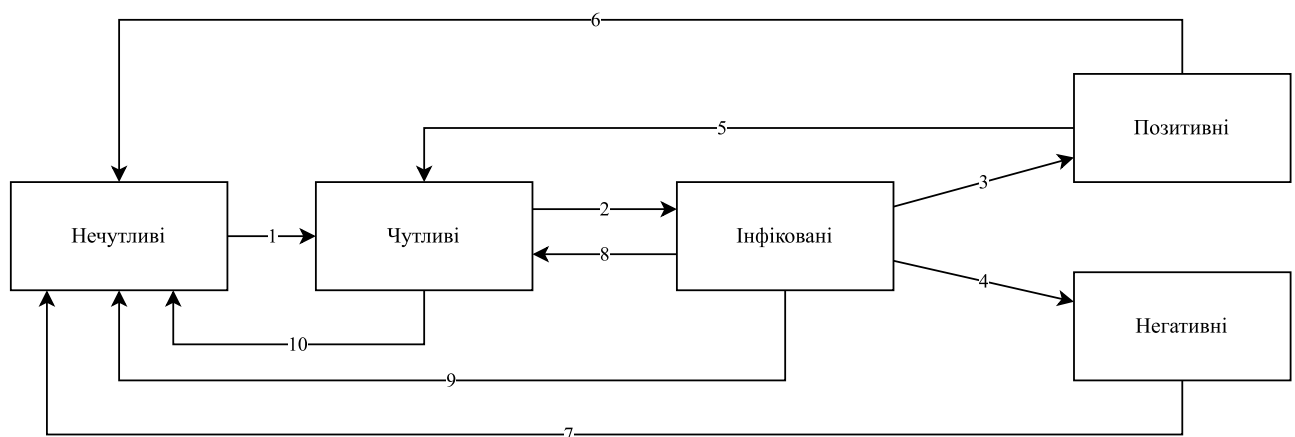 6
Позитивні
5
3
Нечутливі
1
Чутливі
2
8
Інфіковані
4
Негативні
10
9
7